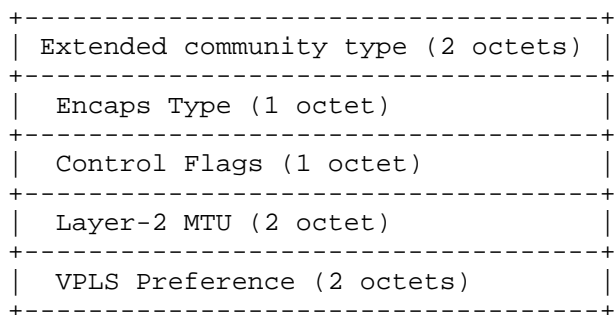 Extended community type (2 octets)
Encaps Type (1 octet)
Control Flags (1 octet)
Layer-2 MTU (2 octet)
VPLS Preference (2 octets)